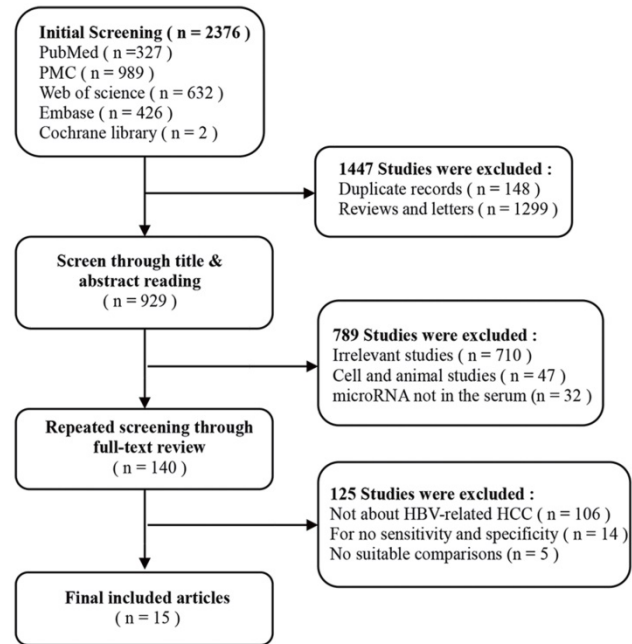 Initial Screening ( n = 2376 )
PubMed ( n =327 )
PMC ( n = 989 )
Web of science ( n = 632 )
Embase ( n = 426 )
Cochrane library ( n = 2 )
1447 Studies were excluded :
Duplicate records ( n = 148 )
Reviews and letters ( n = 1299 )
Screen through title &
abstract reading
( n = 929 )
789 Studies were excluded :
Irrelevant studies ( n = 710 )
Cell and animal studies ( n = 47 )
microRNA not in the serum (n = 32 )
Repeated screening through
full-text review
( n = 140 )
125 Studies were excluded :
Not about HBV-related HCC ( n = 106 )
For no sensitivity and specificity ( n = 14 )
No suitable comparisons (n = 5 )
Final included articles
( n = 15 )